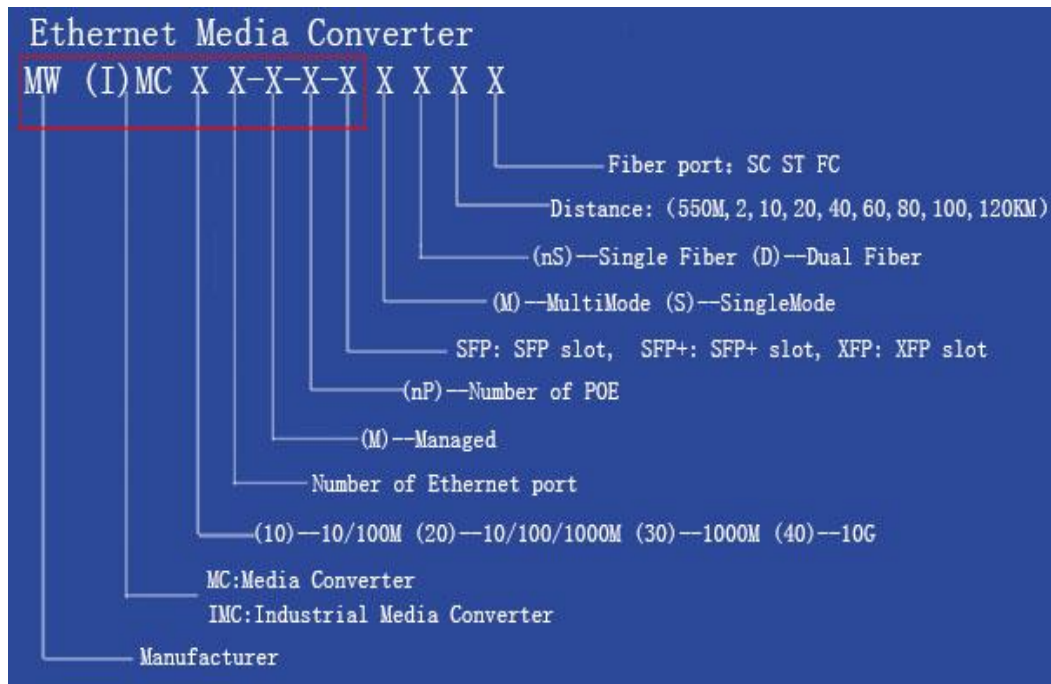 Ethernet Media Converter
MW (I)MC X X-X-X-X X X X X
Fiber port: SC ST FC
Distance: (550M,2,10,20,40,60,80,100,120KM)
(nS)--Single Fiber (D)--Dual Fiber
(M)--MultiMode (S)--SingleMode
SFP: SFP slot, SFP+: SFP+ slot, XFP: XFP slot
(nP)--Number of POE
(M)--Managed
Number of Ethernet port
(10)--10/100M (20)--10/100/1000M (30)--1000M (40)--10G
MC:Media Converter
IMC:Industrial Media Converter
Manufacturer